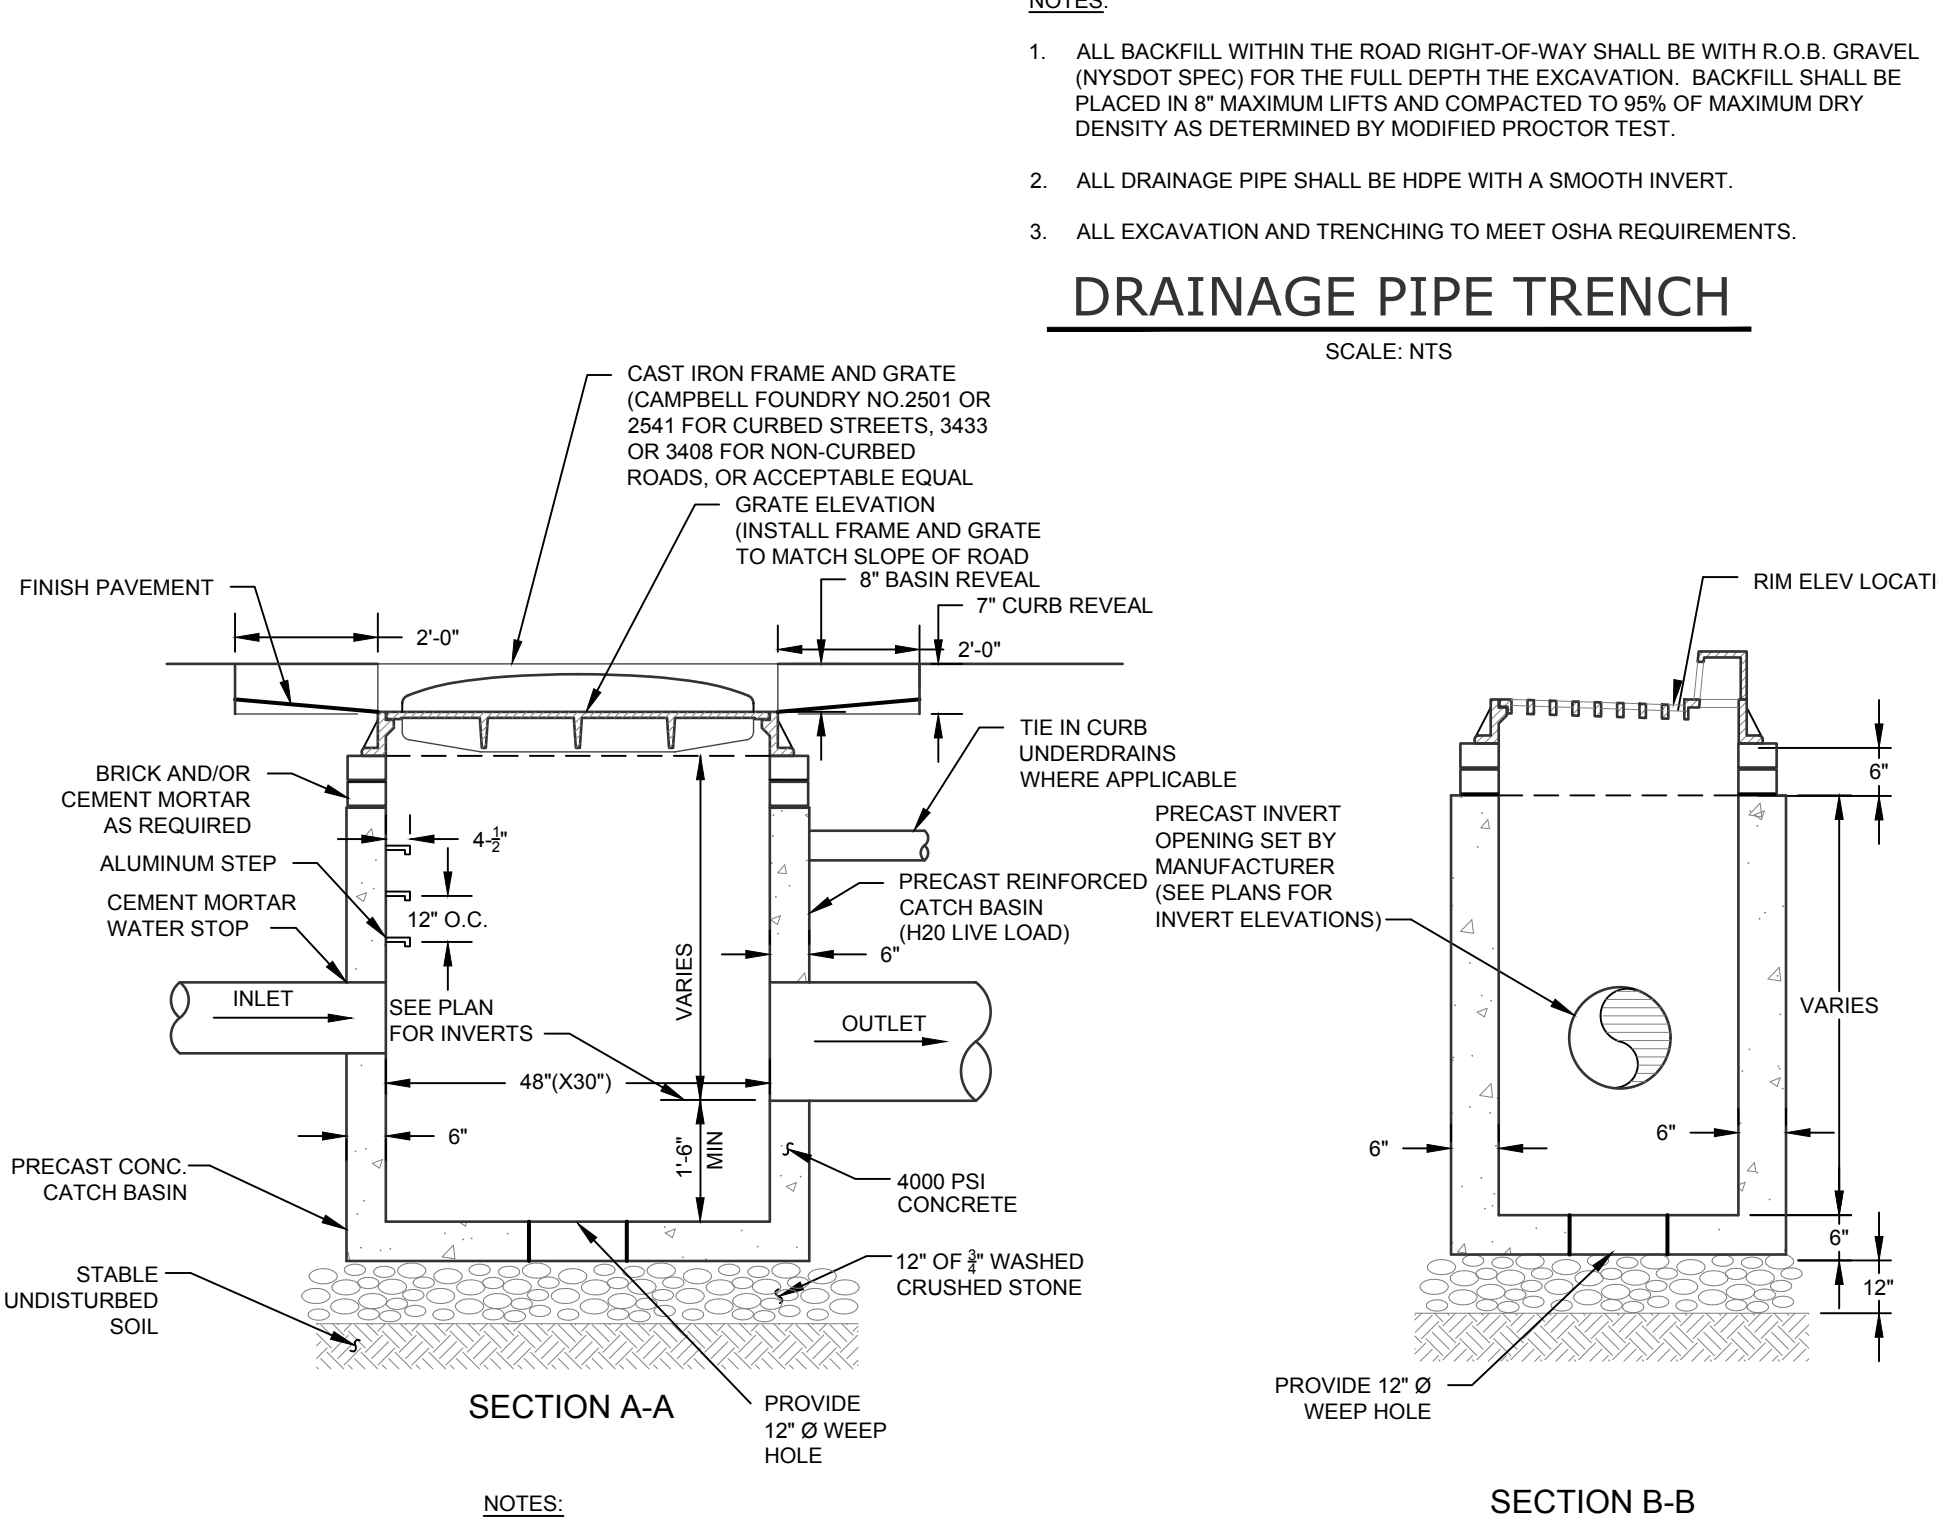 NOTES:
1. ALL BACKFILL WITHIN THE ROAD RIGHT-OF-WAY SHALL BE WITH R.O.B. GRAVEL
(NYSDOT SPEC) FOR THE FULL DEPTH THE EXCAVATION. BACKFILL SHALL BE
PLACED IN 8" MAXIMUM LIFTS AND COMPACTED TO 95% OF MAXIMUM DRY
DENSITY AS DETERMINED BY MODIFIED PROCTOR TEST.
2. ALL DRAINAGE PIPE SHALL BE HDPE WITH A SMOOTH INVERT.
3. ALL EXCAVATION AND TRENCHING TO MEET OSHA REQUIREMENTS.
DRAINAGE PIPE TRENCH
SCALE: NTS
CAST IRON FRAME AND GRATE
(CAMPBELL FOUNDRY NO.2501 OR
2541 FOR CURBED STREETS, 3433
OR 3408 FOR NON-CURBED
ROADS, OR ACCEPTABLE EQUAL
GRATE ELEVATION
(INSTALL FRAME AND GRATE
TO MATCH SLOPE OF ROAD
8" BASIN REVEAL
7" CURB REVEAL
FINISH PAVEMENT
2'-0"
2'-0"
TIE IN CURB
UNDERDRAINS
WHERE APPLICABLE
BRICK AND/OR
CEMENT MORTAR
AS REQUIRED
4-1/2"
ALUMINUM STEP
12" O.C.
CEMENT MORTAR
WATER STOP
PRECAST REINFORCED
CATCH BASIN
(H20 LIVE LOAD)
6"
VARIES
INLET
SEE PLAN
FOR INVERTS
OUTLET
48"(X30")
6"
1'-6"
MIN
PRECAST CONC.
CATCH BASIN
4000 PSI
CONCRETE
12" OF 3/4" WASHED
CRUSHED STONE
STABLE
UNDISTURBED
SOIL
SECTION A-A
PROVIDE
12" Ø WEEP
HOLE
NOTES:
RIM ELEV LOCATI
6"
PRECAST INVERT
OPENING SET BY
MANUFACTURER
(SEE PLANS FOR
INVERT ELEVATIONS)
VARIES
6"
6"
6"
12"
PROVIDE 12" Ø
WEEP HOLE
SECTION B-B